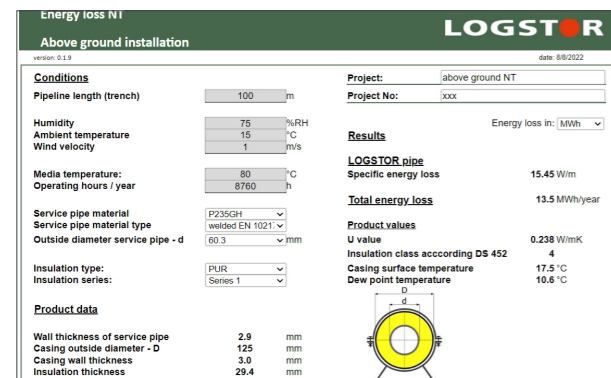 Energy loss NT
LOGSTOR
Above ground installation
version: 0.1.9
date: 8/8/2022
Conditions
Project: above ground NT
Pipeline length (trench) 100 m
Project No: xxx
Humidity 75 %RH
Energy loss in: MWh
Ambient temperature 15 °C
Results
Wind velocity 1 m/s
LOGSTOR pipe
Media temperature: 80 °C
Specific energy loss 15.45 W/m
Operating hours / year 8760 h
Total energy loss 13.5 MWh/year
Service pipe material P235GH
Service pipe material type welded EN 1021
Product values
Outside diameter service pipe - d 60.3 mm
U value 0.238 W/mK
Insulation class acccording DS 452 4
Insulation type: PUR
Casing surface temperature 17.5 °C
Insulation series: Series 1
Dew point temperature 10.6 °C
D
d
Product data
Wall thickness of service pipe 2.9 mm
Casing outside diameter - D 125 mm
Casing wall thickness 3.0 mm
Insulation thickness 29.4 mm